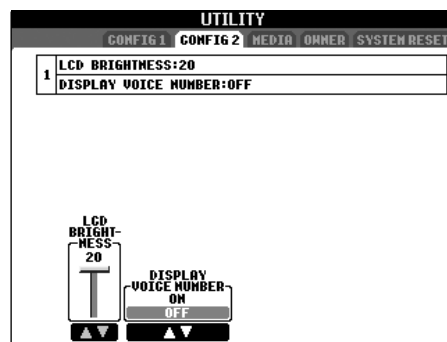 UTILITY
CONFIG 1 CONFIG 2 MEDIA OWNER SYSTEM RESET
1
LCD BRIGHTNESS:20
DISPLAY VOICE NUMBER:OFF
LCD
BRIGHT-
NESS
20
DISPLAY
VOICE NUMBER
ON
OFF